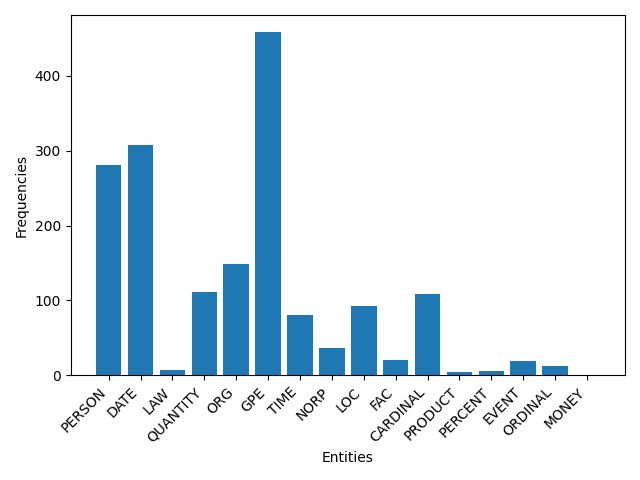 400
300
200
100
0
Frequencies
PERSON
DATE
LAW
QUANTITY
ORG
GPE
TIME
NORP
LOC
FAC
CARDINAL
PRODUCT
PERCENT
EVENT
ORDINAL
MONEY
Entities